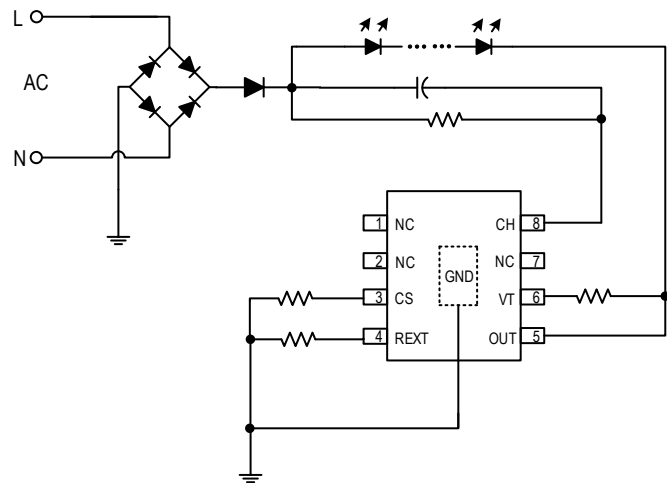 L
AC
N
1 NC CH 8
2 NC NC 7
GND
3 CS VT 6
4 REXT OUT 5